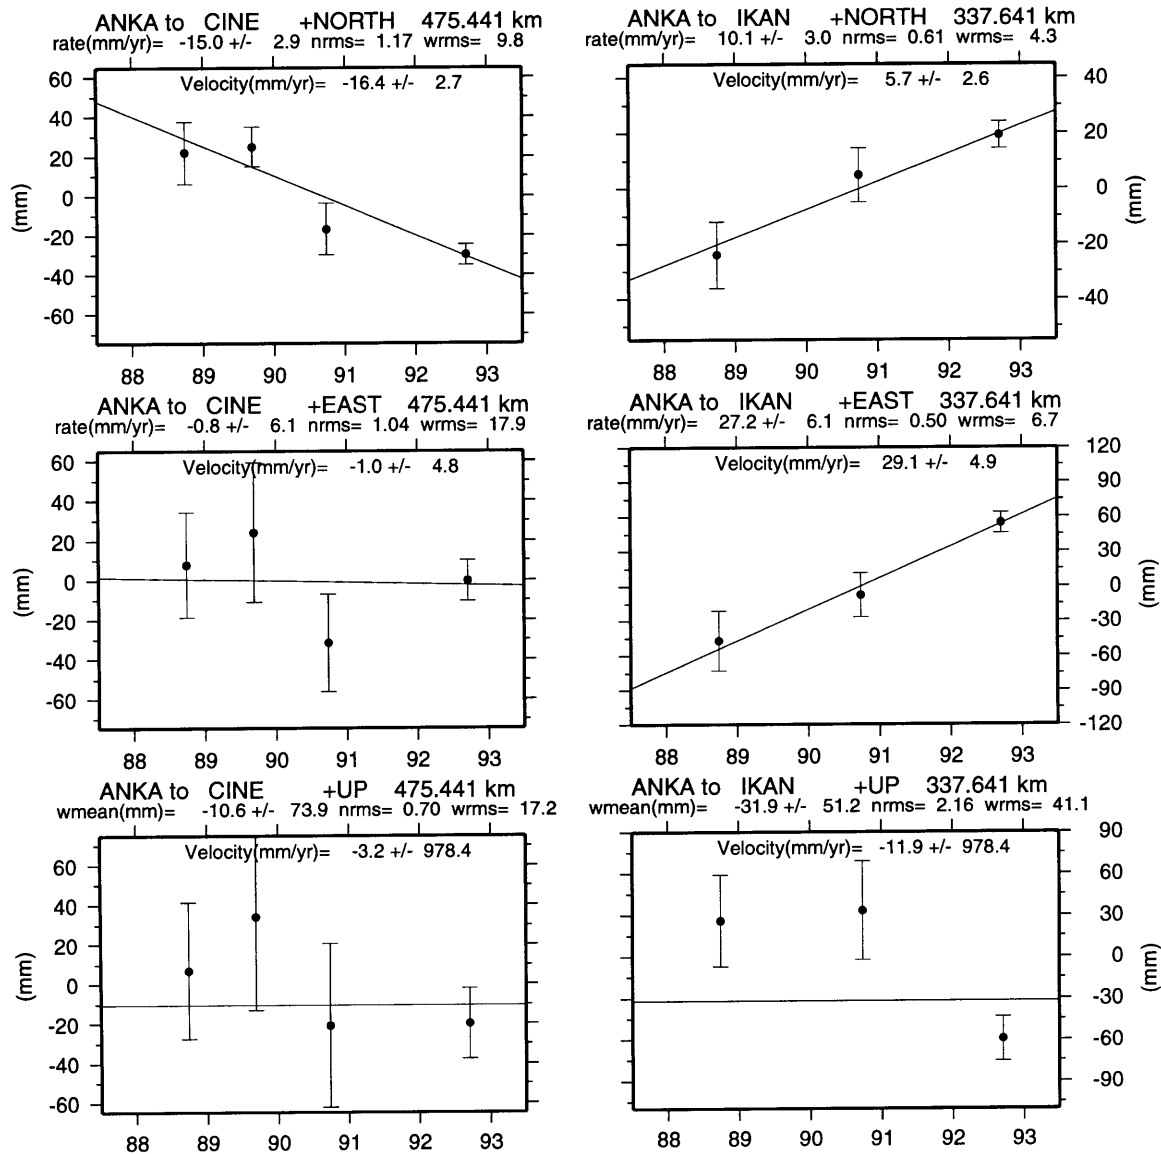 ANKA to CINE +NORTH 475.441 km
rate(mm/yr)= -15.0 +/- 2.9 nrms= 1.17 wrms= 9.8
Velocity(mm/yr)= -16.4 +/- 2.7
60
40
20
0
-20
-40
-60
(mm)
88 89 90 91 92 93
ANKA to IKAN +NORTH 337.641 km
rate(mm/yr)= 10.1 +/- 3.0 nrms= 0.61 wrms= 4.3
Velocity(mm/yr)= 5.7 +/- 2.6
40
20
0
-20
-40
(mm)
88 89 90 91 92 93
ANKA to CINE +EAST 475.441 km
rate(mm/yr)= -0.8 +/- 6.1 nrms= 1.04 wrms= 17.9
Velocity(mm/yr)= -1.0 +/- 4.8
60
40
20
0
-20
-40
-60
(mm)
88 89 90 91 92 93
ANKA to IKAN +EAST 337.641 km
rate(mm/yr)= 27.2 +/- 6.1 nrms= 0.50 wrms= 6.7
Velocity(mm/yr)= 29.1 +/- 4.9
120
90
60
30
0
-30
-60
-90
-120
(mm)
88 89 90 91 92 93
ANKA to CINE +UP 475.441 km
wmean(mm)= -10.6 +/- 73.9 nrms= 0.70 wrms= 17.2
Velocity(mm/yr)= -3.2 +/- 978.4
60
40
20
0
-20
-40
-60
(mm)
88 89 90 91 92 93
ANKA to IKAN +UP 337.641 km
wmean(mm)= -31.9 +/- 51.2 nrms= 2.16 wrms= 41.1
Velocity(mm/yr)= -11.9 +/- 978.4
90
60
30
0
-30
-60
-90
(mm)
88 89 90 91 92 93